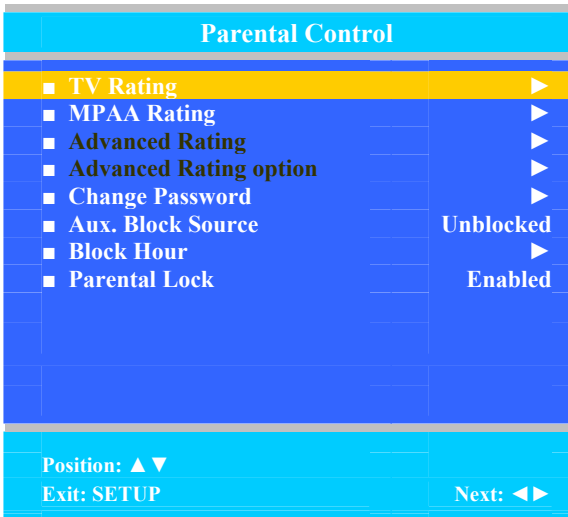 Parental Control
■ TV Rating ►
■ MPAA Rating ►
■ Advanced Rating ►
■ Advanced Rating option ►
■ Change Password ►
■ Aux. Block Source Unblocked
■ Block Hour ►
■ Parental Lock Enabled
Position: ▲▼
Exit: SETUP Next: ◄►